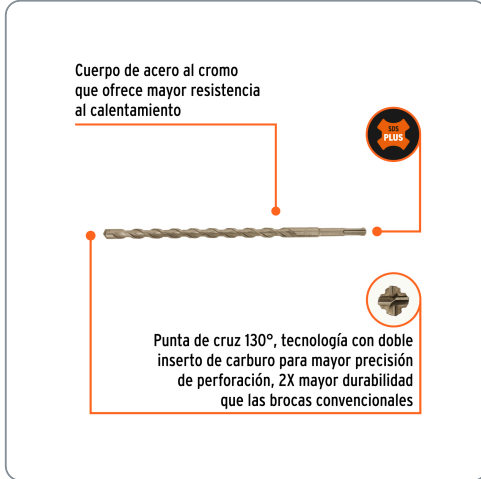 Cuerpo de acero al cromo
que ofrece mayor resistencia
al calentamiento
SDS
PLUS
Punta de cruz 130°, tecnología con doble
inserto de carburo para mayor precisión
de perforación, 2X mayor durabilidad
que las brocas convencionales